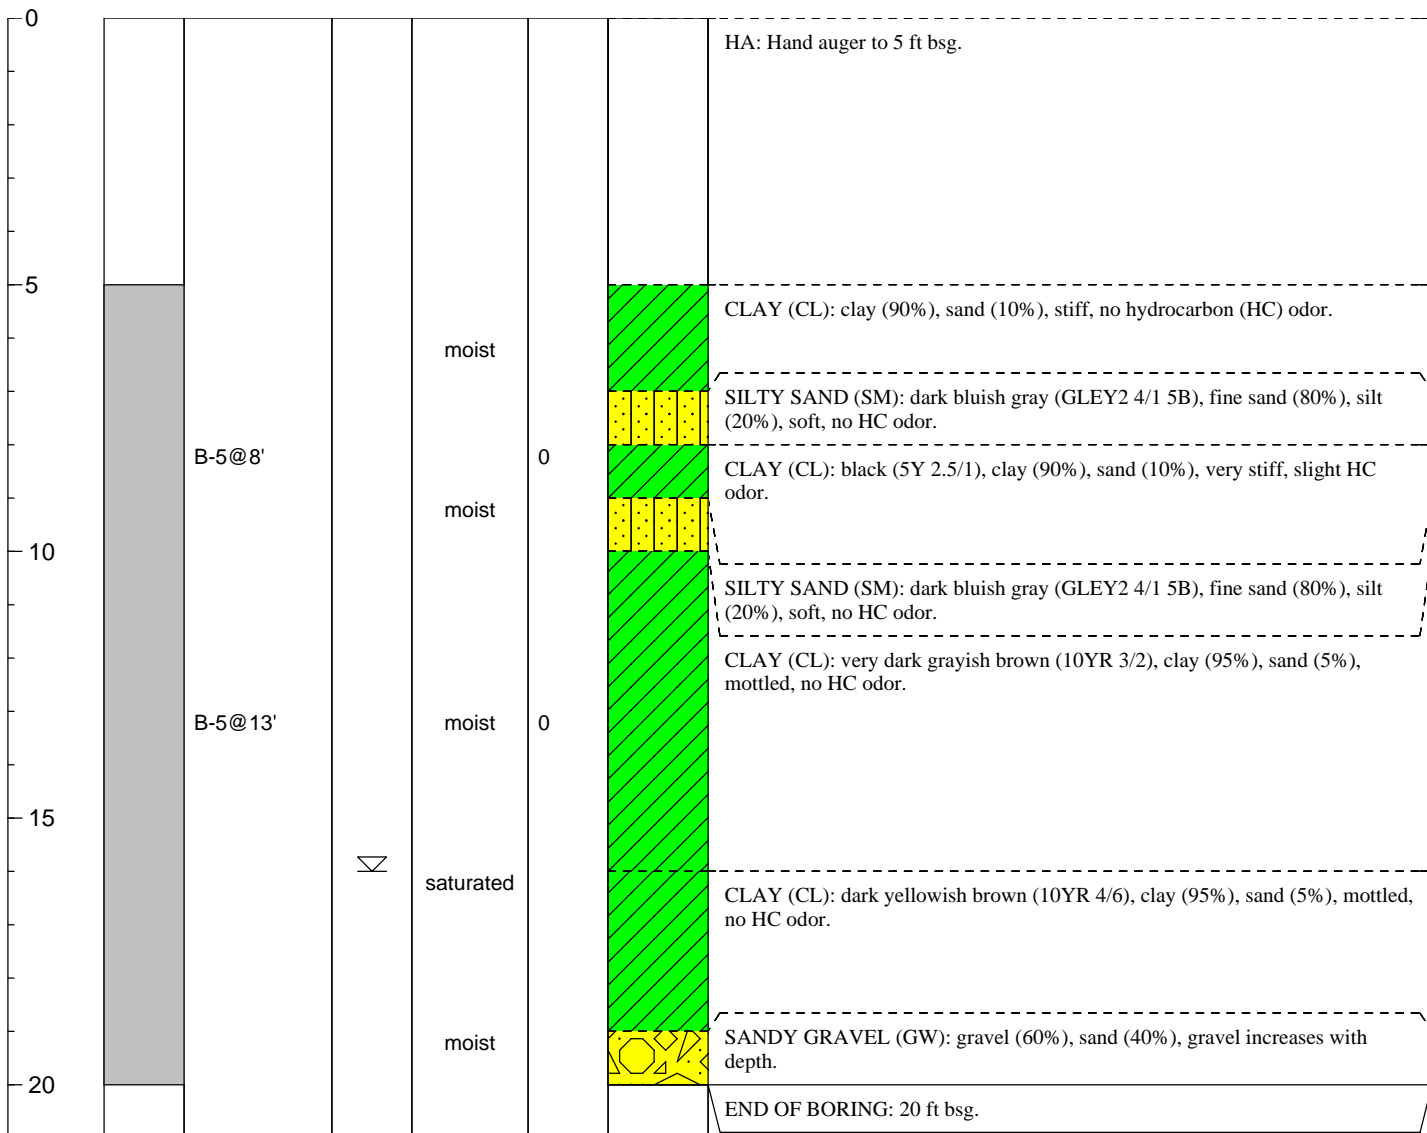 0
HA: Hand auger to 5 ft bsg.
5
CLAY (CL): clay (90%), sand (10%), stiff, no hydrocarbon (HC) odor.
moist
SILTY SAND (SM): dark bluish gray (GLEY2 4/1 5B), fine sand (80%), silt
(20%), soft, no HC odor.
B-5@8'
0
CLAY (CL): black (5Y 2.5/1), clay (90%), sand (10%), very stiff, slight HC
odor.
moist
10
SILTY SAND (SM): dark bluish gray (GLEY2 4/1 5B), fine sand (80%), silt
(20%), soft, no HC odor.
CLAY (CL): very dark grayish brown (10YR 3/2), clay (95%), sand (5%),
mottled, no HC odor.
B-5@13'
moist
0
15
saturated
CLAY (CL): dark yellowish brown (10YR 4/6), clay (95%), sand (5%), mottled,
no HC odor.
moist
SANDY GRAVEL (GW): gravel (60%), sand (40%), gravel increases with
depth.
20
END OF BORING: 20 ft bsg.